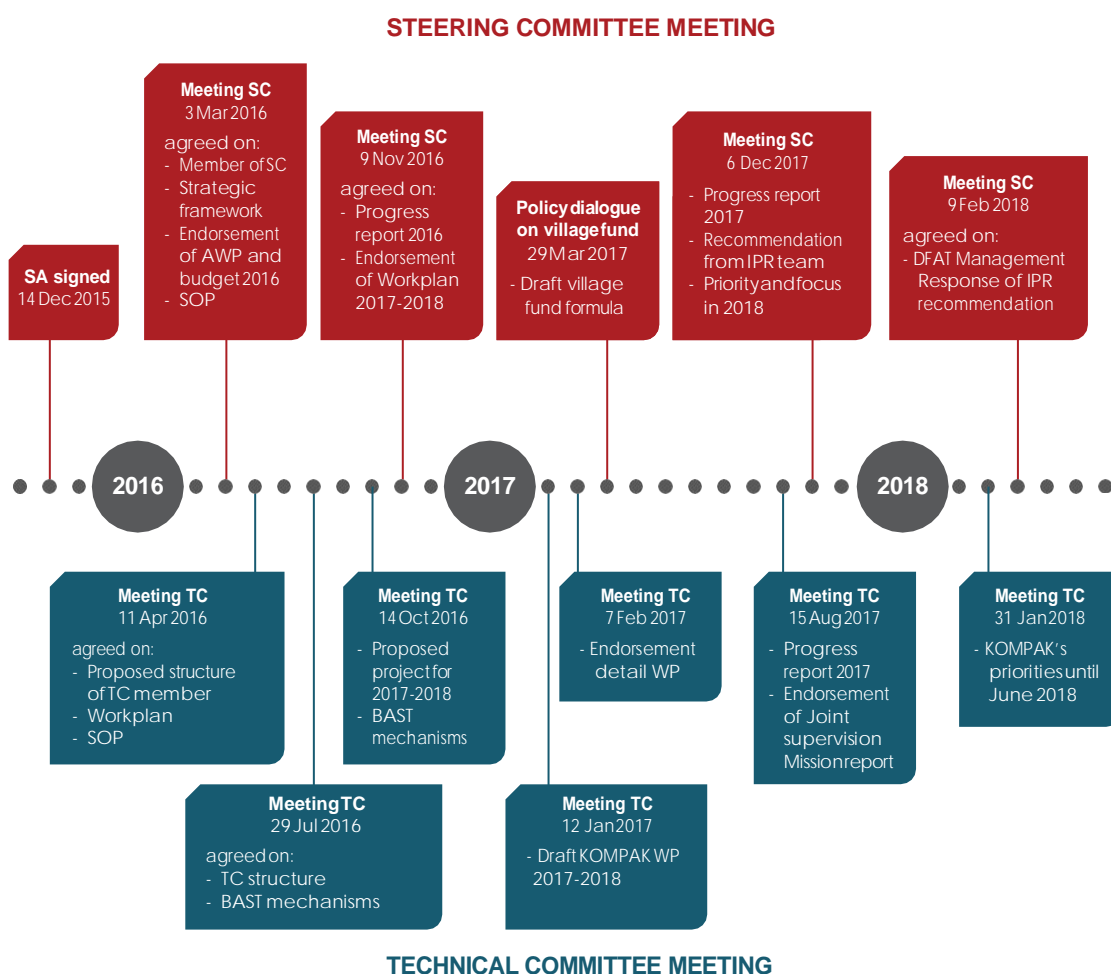 STEERING COMMITTEE MEETING
SA signed
14 Dec 2015
Meeting SC
3 Mar 2016
agreed on:
- Member of SC
- Strategic
framework
- Endorsement
of AWP and
budget 2016
- SOP
Meeting SC
9 Nov 2016
agreed on:
- Progress
report 2016
- Endorsement
of Workplan
2017-2018
Policy dialogue
on village fund
29 Mar 2017
- Draft village
fund formula
Meeting SC
6 Dec 2017
- Progress report
2017
- Recommendation
from IPR team
- Priority and focus
in 2018
Meeting SC
9 Feb 2018
agreed on:
- DFAT Management
Response of IPR
recommendation
2016
2017
2018
Meeting TC
11 Apr 2016
agreed on:
- Proposed structure
of TC member
- Workplan
- SOP
Meeting TC
29 Jul 2016
agreed on:
- TC structure
- BAST mechanisms
Meeting TC
14 Oct 2016
- Proposed
project for
2017-2018
- BAST
mechanisms
Meeting TC
12 Jan 2017
- Draft KOMPAK WP
2017-2018
Meeting TC
7 Feb 2017
- Endorsement
detail WP
Meeting TC
15 Aug 2017
- Progress
report 2017
- Endorsement
of Joint
supervision
Mission report
Meeting TC
31 Jan 2018
- KOMPAK's
priorities until
June 2018
TECHNICAL COMMITTEE MEETING